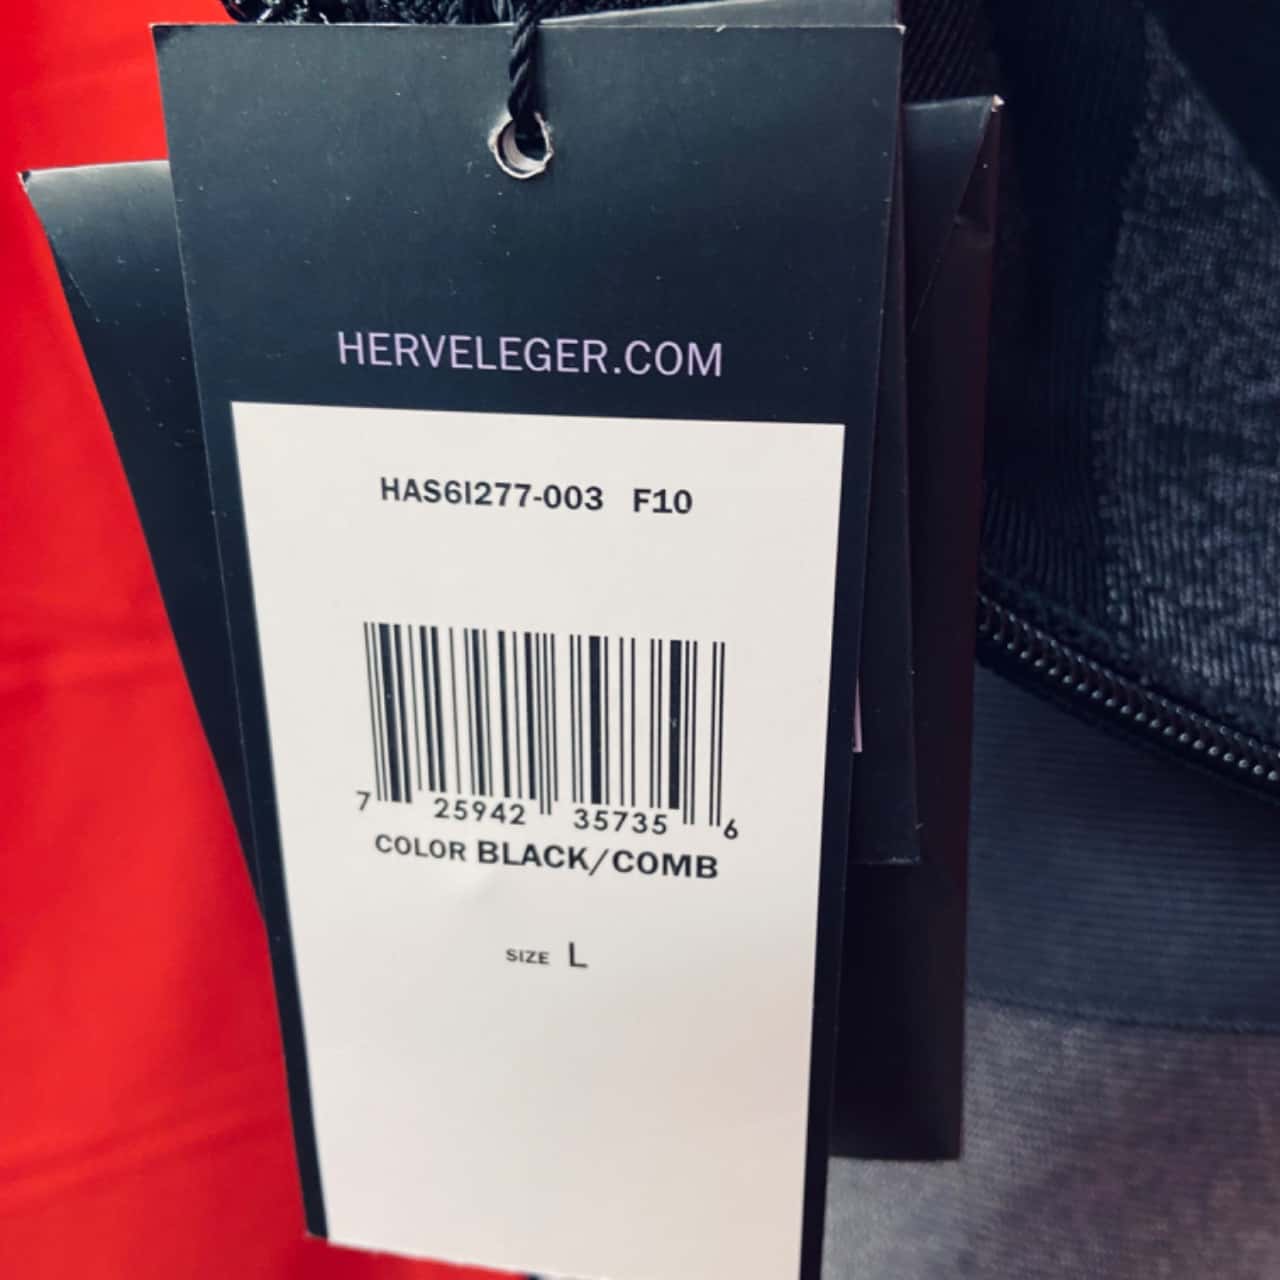 HERVELEGER.COM
HAS6I277-003 F10
7 25942 35735 6
COLOR BLACK/COMB
SIZE L